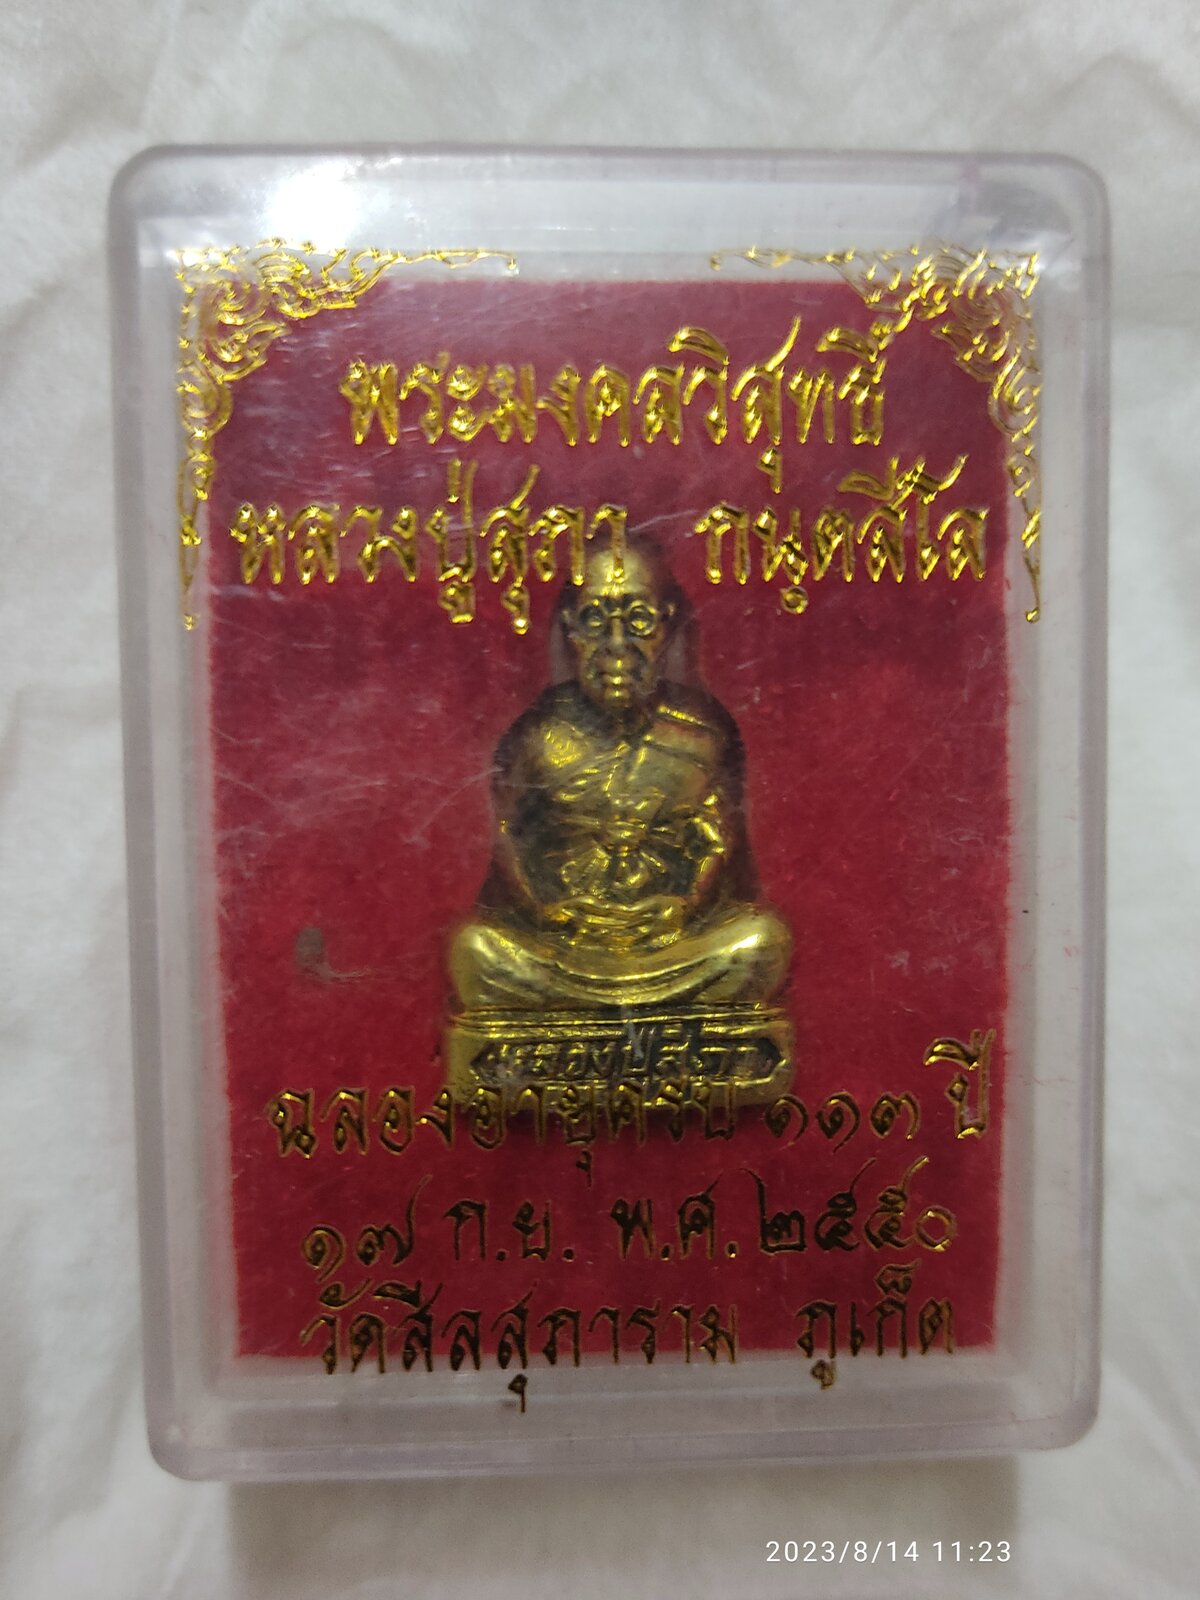 พระมงคลวิสุทธิ์
หลวงปู่สุภา กนฺตสีโล
หลวงปู่สุภา
ฉลองอายุครบ ๑๑๓ ปี
๑๗ ก.ย. พ.ศ. ๒๕๕๐
วัดสีลสุภาราม ภูเก็ต
2023/8/14 11:23